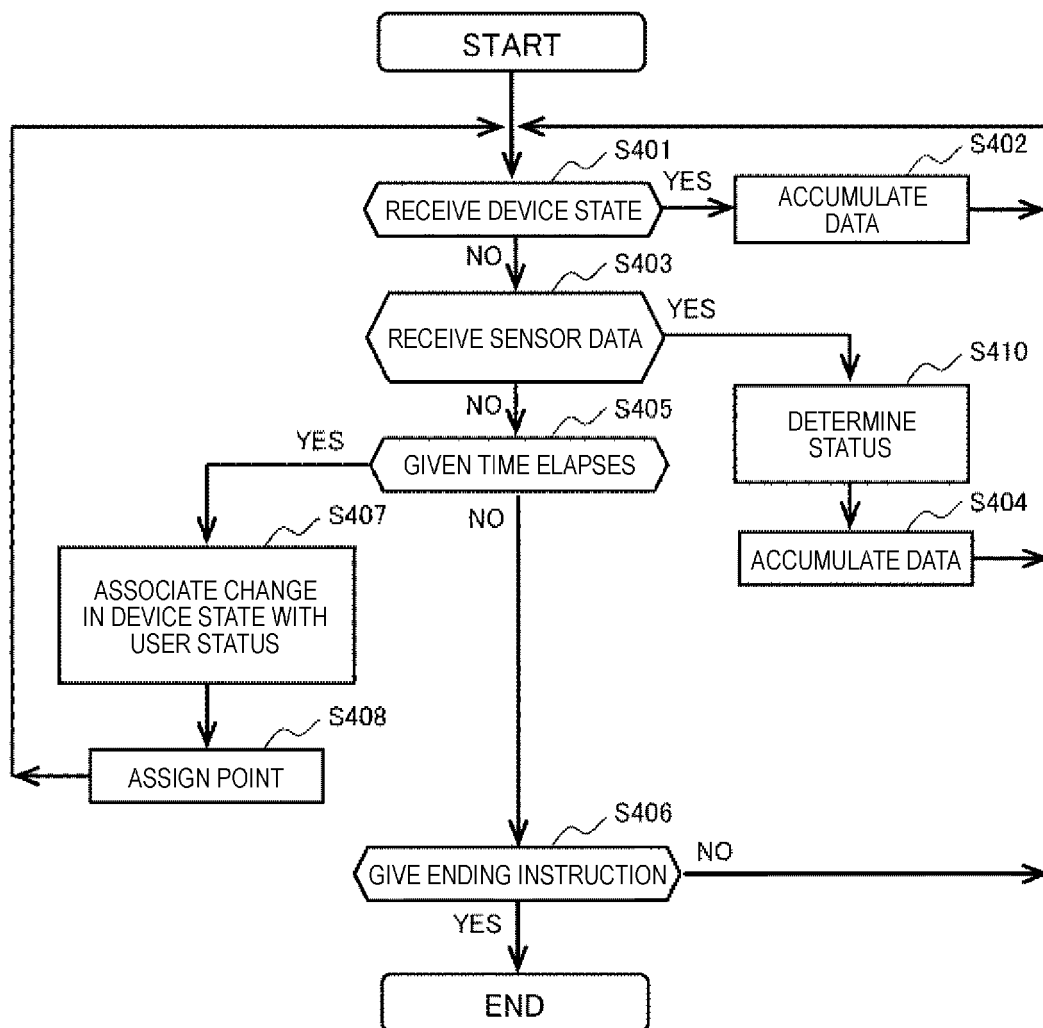 START
S401
RECEIVE DEVICE STATE
YES
S402
ACCUMULATE
DATA
NO
S403
RECEIVE SENSOR DATA
YES
S410
DETERMINE
STATUS
NO
S405
GIVEN TIME ELAPSES
YES
NO
S404
ACCUMULATE DATA
S407
ASSOCIATE CHANGE
IN DEVICE STATE WITH
USER STATUS
S408
ASSIGN POINT
S406
GIVE ENDING INSTRUCTION
NO
YES
END